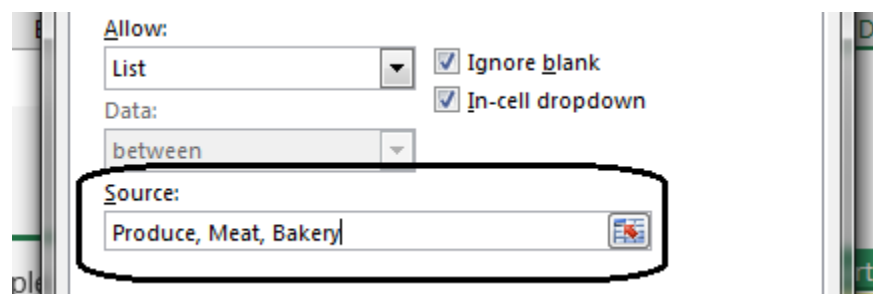 Allow:
List
Ignore blank
In-cell dropdown
Data:
between
Source:
Produce, Meat, Bakery